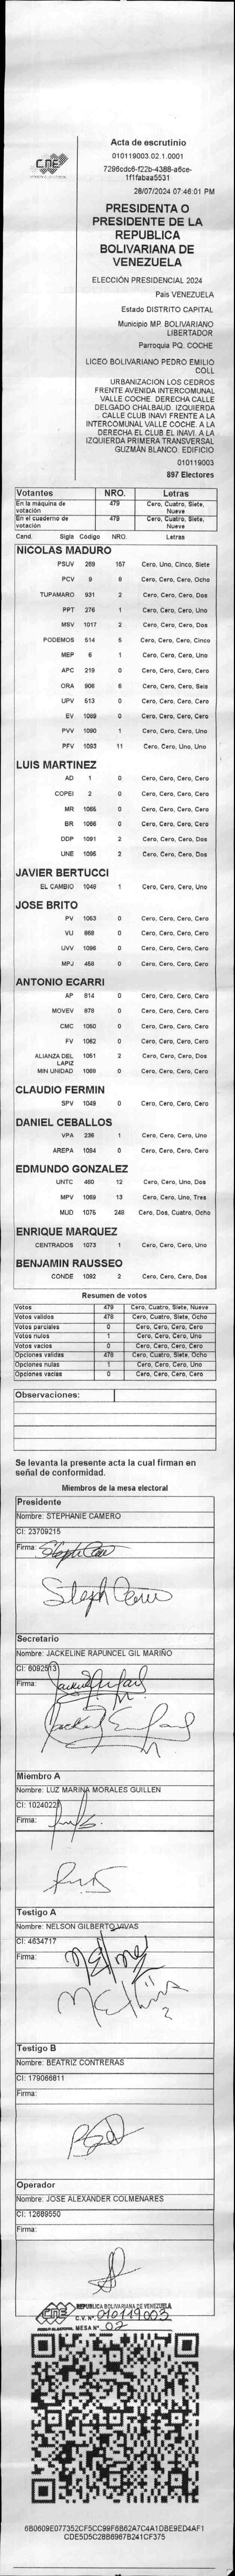 Acta de escrutinio
010119003.02.1.0001
7296cdc6-f22b-4388-a6ce-
1f1fabaa5531
28/07/2024 07:46:01 PM
CNE
PRESIDENTA O
PRESIDENTE DE LA
REPUBLICA
BOLIVARIANA DE
VENEZUELA
ELECCIÓN PRESIDENCIAL 2024
Pais VENEZUELA
Estado DISTRITO CAPITAL
Municipio MP. BOLIVARIANO
LIBERTADOR
Parroquia PQ. COCHE
LICEO BOLIVARIANO PEDRO EMILIO
COLL
URBANIZACIÓN LOS CEDROS
FRENTE AVENIDA INTERCOMUNAL
VALLE COCHE. DERECHA CALLE
DELGADO CHALBAUD. IZQUIERDA
CALLE CLUB INAVI FRENTE A LA
INTERCOMUNAL VALLE COCHE. A LA
DERECHA EL CLUB EL INAVI. A LA
IZQUIERDA PRIMERA TRANSVERSAL
GUZMÁN BLANCO. EDIFICIO
010119003
897 Electores
Votantes NRO. Letras
En la máquina de votación 479 Cero, Cuatro, Siete, Nueve
En el cuaderno de votación 479 Cero, Cuatro, Siete, Nueve
Cand. Sigla Código NRO. Letras
NICOLAS MADURO
PSUV 269 157 Cero, Uno, Cinco, Siete
PCV 9 8 Cero, Cero, Cero, Ocho
TUPAMARO 931 2 Cero, Cero, Cero, Dos
PPT 276 1 Cero, Cero, Cero, Uno
MSV 1017 2 Cero, Cero, Cero, Dos
PODEMOS 514 5 Cero, Cero, Cero, Cinco
MEP 6 1 Cero, Cero, Cero, Uno
APC 219 0 Cero, Cero, Cero, Cero
ORA 906 6 Cero, Cero, Cero, Seis
UPV 513 0 Cero, Cero, Cero, Cero
EV 1089 0 Cero, Cero, Cero, Cero
PVV 1090 1 Cero, Cero, Cero, Uno
PFV 1093 11 Cero, Cero, Uno, Uno
LUIS MARTINEZ
AD 1 0 Cero, Cero, Cero, Cero
COPEI 2 0 Cero, Cero, Cero, Cero
MR 1065 0 Cero, Cero, Cero, Cero
BR 1066 0 Cero, Cero, Cero, Cero
DDP 1091 2 Cero, Cero, Cero, Dos
UNE 1095 2 Cero, Cero, Cero, Dos
JAVIER BERTUCCI
EL CAMBIO 1048 1 Cero, Cero, Cero, Uno
JOSE BRITO
PV 1053 0 Cero, Cero, Cero, Cero
VU 868 0 Cero, Cero, Cero, Cero
UVV 1096 0 Cero, Cero, Cero, Cero
MPJ 458 0 Cero, Cero, Cero, Cero
ANTONIO ECARRI
AP 814 0 Cero, Cero, Cero, Cero
MOVEV 878 0 Cero, Cero, Cero, Cero
CMC 1050 0 Cero, Cero, Cero, Cero
FV 1062 0 Cero, Cero, Cero, Cero
ALIANZA DEL LAPIZ 1051 2 Cero, Cero, Cero, Dos
MIN UNIDAD 1088 0 Cero, Cero, Cero, Cero
CLAUDIO FERMIN
SPV 1049 0 Cero, Cero, Cero, Cero
DANIEL CEBALLOS
VPA 236 1 Cero, Cero, Cero, Uno
AREPA 1094 0 Cero, Cero, Cero, Cero
EDMUNDO GONZALEZ
UNTC 460 12 Cero, Cero, Uno, Dos
MPV 1069 13 Cero, Cero, Uno, Tres
MUD 1075 248 Cero, Dos, Cuatro, Ocho
ENRIQUE MARQUEZ
CENTRADOS 1073 1 Cero, Cero, Cero, Uno
BENJAMIN RAUSSEO
CONDE 1092 2 Cero, Cero, Cero, Dos
Resumen de votos
Votos 479 Cero, Cuatro, Siete, Nueve
Votos validos 478 Cero, Cuatro, Siete, Ocho
Votos parciales 0 Cero, Cero, Cero, Cero
Votos nulos 1 Cero, Cero, Cero, Uno
Votos vacios 0 Cero, Cero, Cero, Cero
Opciones validas 478 Cero, Cuatro, Siete, Ocho
Opciones nulas 1 Cero, Cero, Cero, Uno
Opciones vacias 0 Cero, Cero, Cero, Cero
Observaciones:
Se levanta la presente acta la cual firman en
señal de conformidad.
Miembros de la mesa electoral
Presidente
Nombre: STEPHANIE CAMERO
CI: 23709215
Firma:
Secretario
Nombre: JACKELINE RAPUNCEL GIL MARIÑO
CI: 6092513
Firma:
Miembro A
Nombre: LUZ MARINA MORALES GUILLEN
CI: 1024022
Firma:
Testigo A
Nombre: NELSON GILBERTO VIVAS
CI: 4634717
Firma:
Testigo B
Nombre: BEATRIZ CONTRERAS
CI: 179066811
Firma:
Operador
Nombre: JOSE ALEXANDER COLMENARES
CI: 12689550
Firma:
CNE REPUBLICA BOLIVARIANA DE VENEZUELA
C.V. Nº 010119003
MESA Nº 02
6B0609E077352CF5CC99F6B62A7C4A1DBE9ED4AF1
CDE5D5C28B6967B241CF375